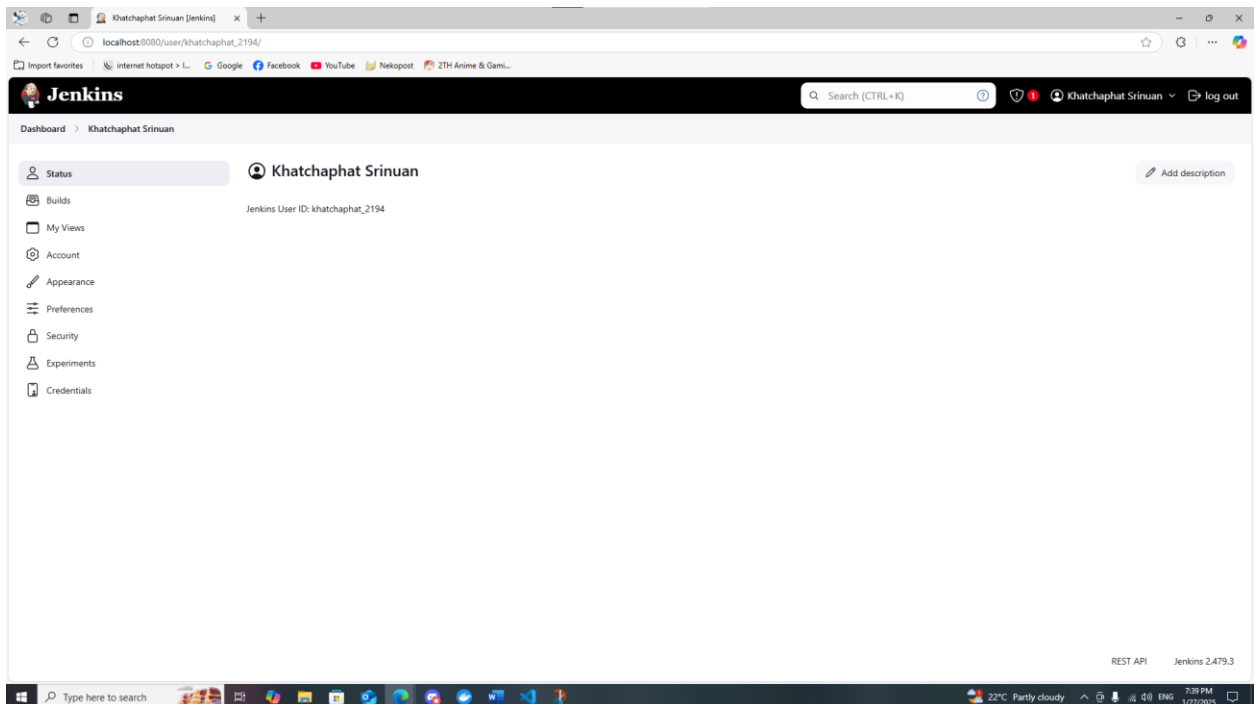 Khatchaphat Srinuan [Jenkins]
localhost:8080/user/khatchaphat_2194/
Import favorites internet hotspot > I... Google Facebook YouTube Nekopost 2TH Anime & Gami...
Jenkins Search (CTRL+K) 1 Khatchaphat Srinuan log out
Dashboard > Khatchaphat Srinuan
Status
Builds
My Views
Account
Appearance
Preferences
Security
Experiments
Credentials
Khatchaphat Srinuan
Add description
Jenkins User ID: khatchaphat_2194
REST API Jenkins 2.479.3
Type here to search 22°C Partly cloudy ENG 7:39 PM
1/27/2025